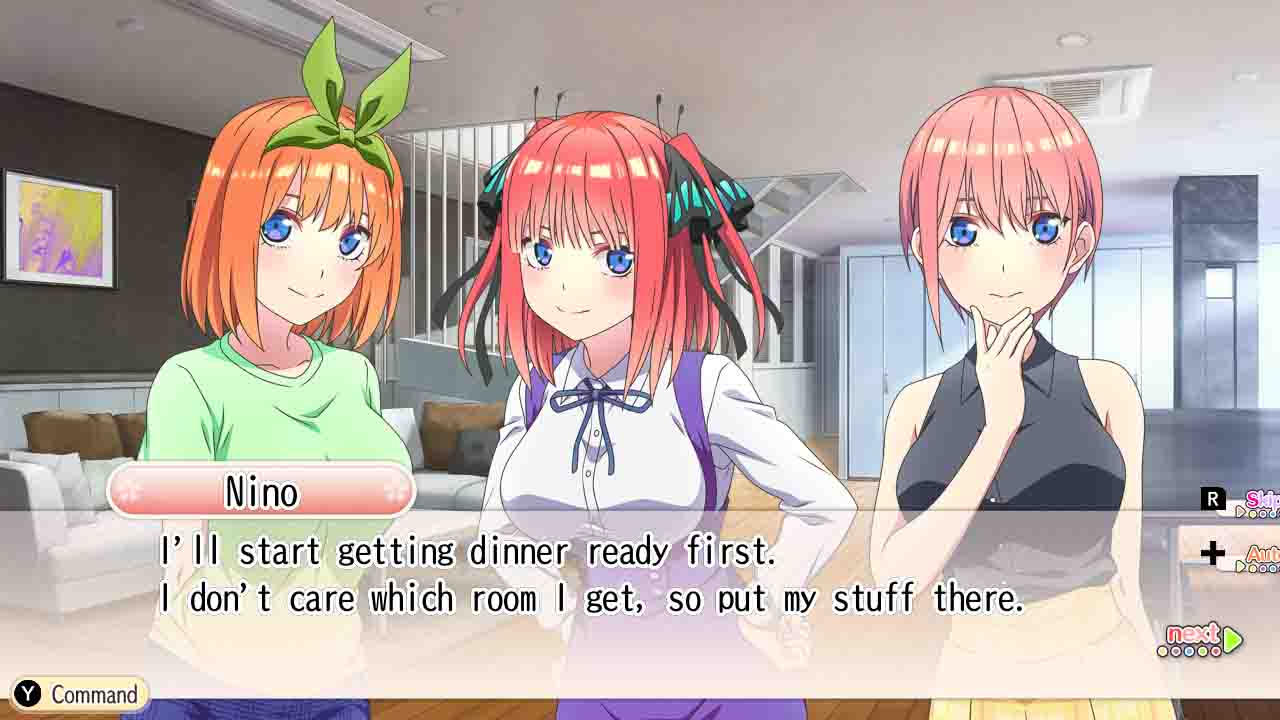 Nino
I'll start getting dinner ready first.
I don't care which room I get, so put my stuff there.
R
next
Y Command